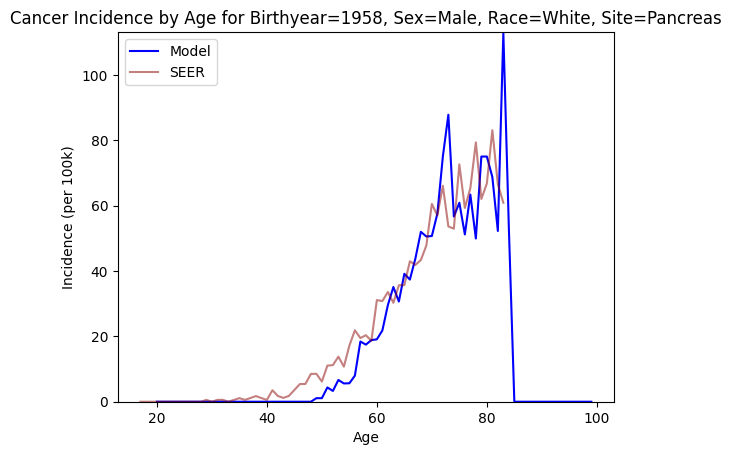 Cancer Incidence by Age for Birthyear=1958, Sex=Male, Race=White, Site=Pancreas
Model
SEER
100
80
60
40
20
0
Incidence (per 100k)
20 40 60 80 100
Age